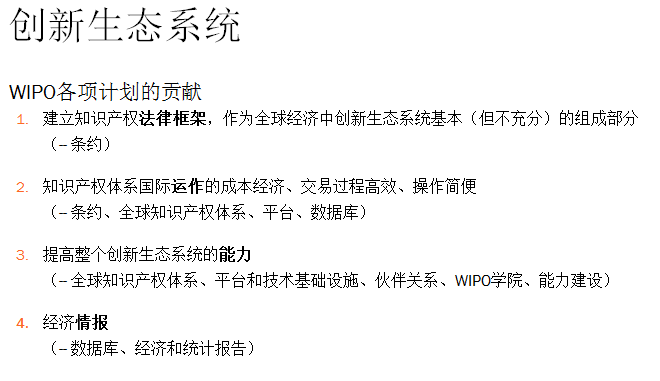 创新生态系统
WIPO各项计划的贡献
1. 建立知识产权法律框架，作为全球经济中创新生态系统基本（但不充分）的组成部分
（– 条约）
2. 知识产权体系国际运作的成本经济、交易过程高效、操作简便
（– 条约、全球知识产权体系、平台、数据库）
3. 提高整个创新生态系统的能力
（– 全球知识产权体系、平台和技术基础设施、伙伴关系、WIPO学院、能力建设）
4. 经济情报
（– 数据库、经济和统计报告）